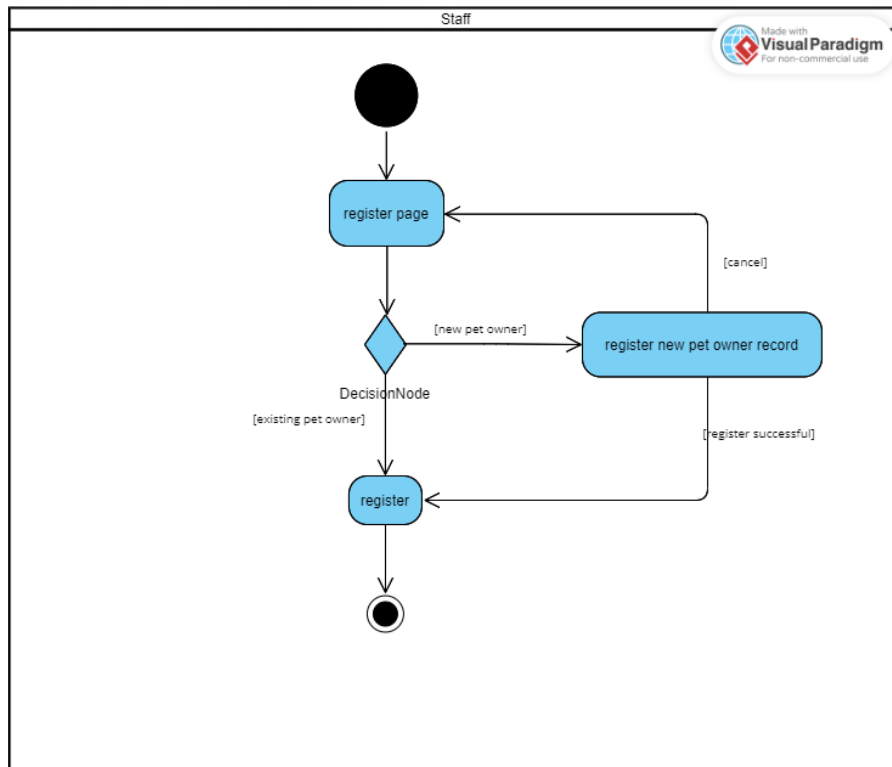 Staff
Made with
Visual Paradigm
For non-commercial use
register page
[cancel]
[new pet owner]
register new pet owner record
DecisionNode
[existing pet owner]
[register successful]
register